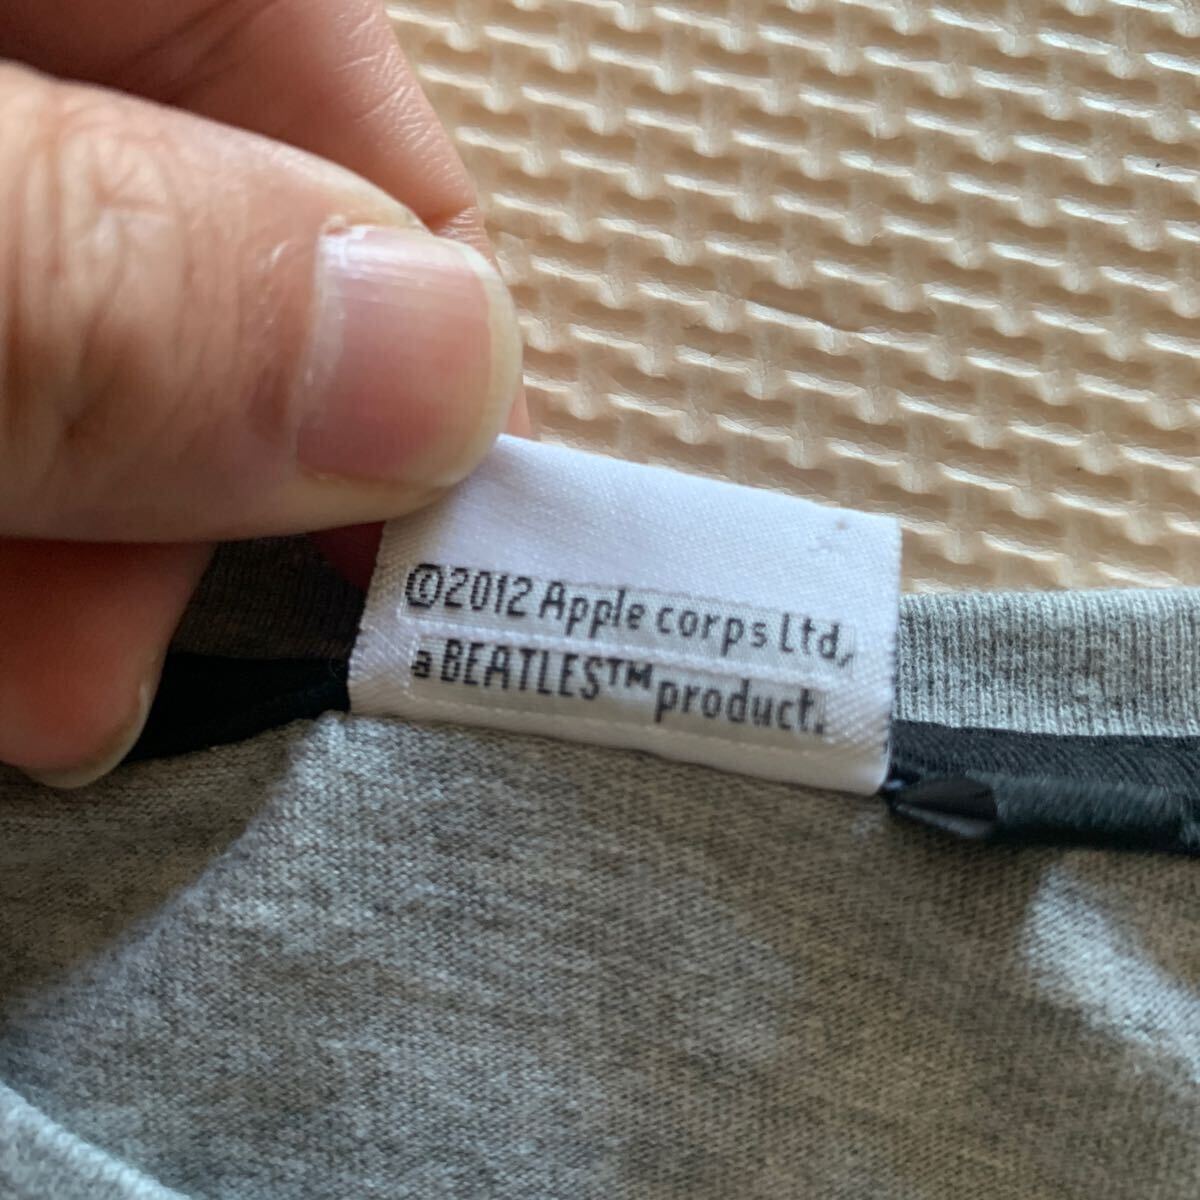 ©2012 Apple corps Ltd,
a BEATLES™ product.